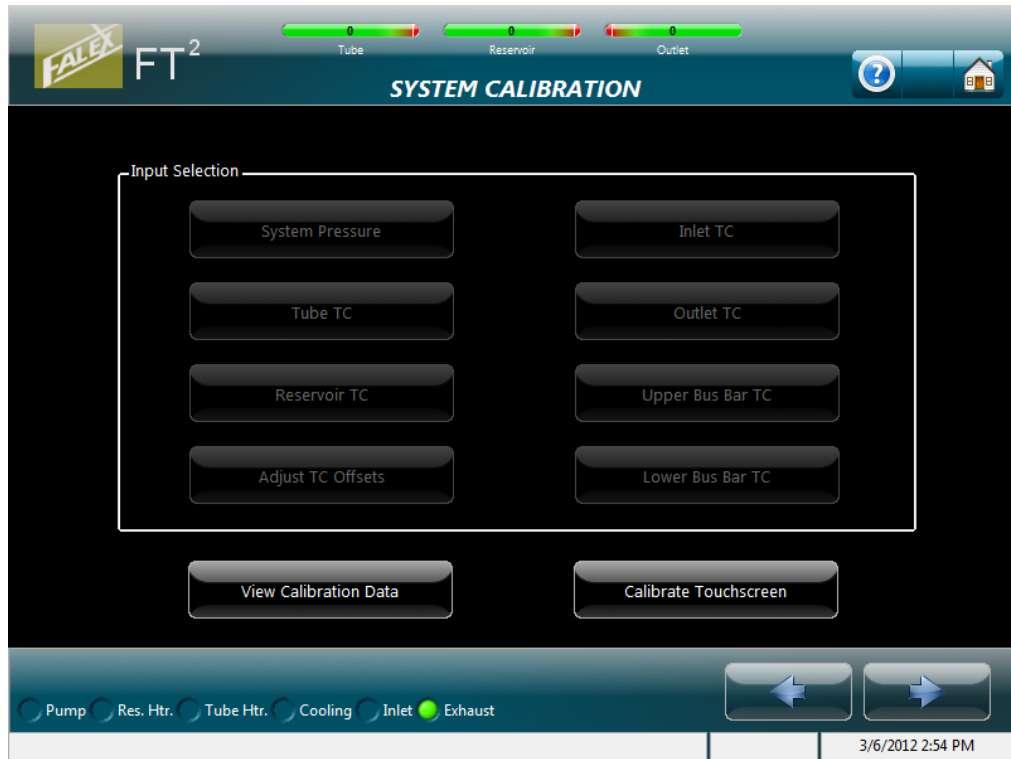 0 0 0
Tube Reservoir Outlet
FALEX FT2
SYSTEM CALIBRATION
?
Input Selection
System Pressure Inlet TC
Tube TC Outlet TC
Reservoir TC Upper Bus Bar TC
Adjust TC Offsets Lower Bus Bar TC
View Calibration Data Calibrate Touchscreen
Pump Res. Htr. Tube Htr. Cooling Inlet Exhaust
3/6/2012 2:54 PM